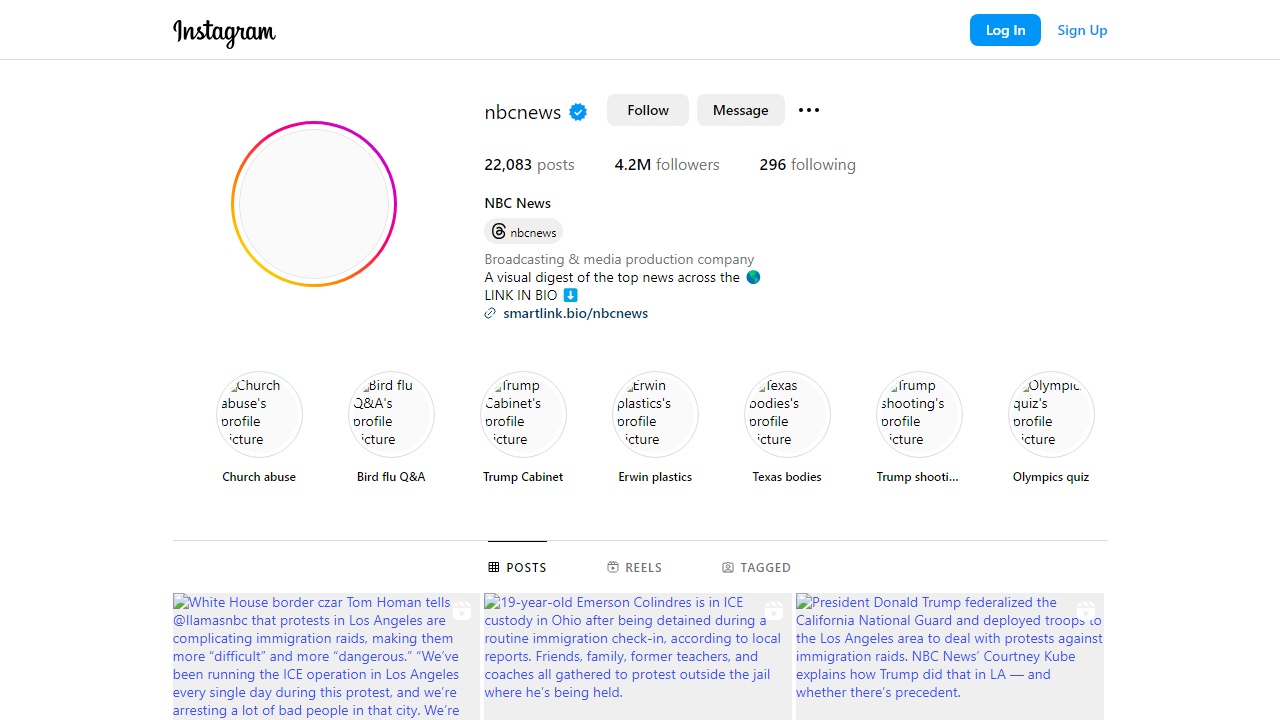 Instagram
Log In
Sign Up
nbcnews
Follow
Message
22,083 posts
4.2M followers
296 following
NBC News
nbcnews
Broadcasting & media production company
A visual digest of the top news across the 🌎
LINK IN BIO ⬇️
smartlink.bio/nbcnews
Church
abuse's
profile
picture
Bird flu
Q&A's
profile
picture
Trump
Cabinet's
profile
picture
Erwin
plastics's
profile
picture
Texas
bodies's
profile
picture
Trump
shooting's
profile
picture
Olympic
quiz's
profile
picture
Church abuse
Bird flu Q&A
Trump Cabinet
Erwin plastics
Texas bodies
Trump shooti...
Olympics quiz
POSTS
REELS
TAGGED
White House border czar Tom Homan tells
@llamasnbc that protests in Los Angeles are
complicating immigration raids, making them
more “difficult” and more “dangerous.” “We’ve
been running the ICE operation in Los Angeles
every single day during this protest, and we’re
arresting a lot of bad people in that city. We’re
19-year-old Emerson Colindres is in ICE
custody in Ohio after being detained during a
routine immigration check-in, according to local
reports. Friends, family, former teachers, and
coaches all gathered to protest outside the jail
where he’s being held.
President Donald Trump federalized the
California National Guard and deployed troops to
the Los Angeles area to deal with protests against
immigration raids. NBC News’ Courtney Kube
explains how Trump did that in LA — and
whether there’s precedent.